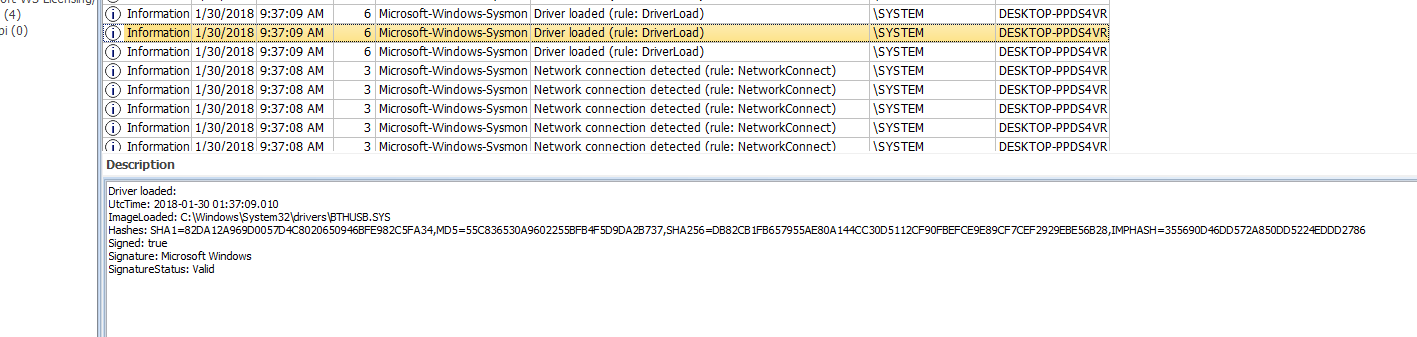 oft WS Licensing/
(4)
pi (0)
Information 1/30/2018 9:37:09 AM 6 Microsoft-Windows-Sysmon Driver loaded (rule: DriverLoad) \SYSTEM DESKTOP-PPDS4VR
Information 1/30/2018 9:37:09 AM 6 Microsoft-Windows-Sysmon Driver loaded (rule: DriverLoad) \SYSTEM DESKTOP-PPDS4VR
Information 1/30/2018 9:37:09 AM 6 Microsoft-Windows-Sysmon Driver loaded (rule: DriverLoad) \SYSTEM DESKTOP-PPDS4VR
Information 1/30/2018 9:37:08 AM 3 Microsoft-Windows-Sysmon Network connection detected (rule: NetworkConnect) \SYSTEM DESKTOP-PPDS4VR
Information 1/30/2018 9:37:08 AM 3 Microsoft-Windows-Sysmon Network connection detected (rule: NetworkConnect) \SYSTEM DESKTOP-PPDS4VR
Information 1/30/2018 9:37:08 AM 3 Microsoft-Windows-Sysmon Network connection detected (rule: NetworkConnect) \SYSTEM DESKTOP-PPDS4VR
Information 1/30/2018 9:37:08 AM 3 Microsoft-Windows-Sysmon Network connection detected (rule: NetworkConnect) \SYSTEM DESKTOP-PPDS4VR
Information 1/30/2018 9:37:08 AM 3 Microsoft-Windows-Sysmon Network connection detected (rule: NetworkConnect) \SYSTEM DESKTOP-PPDS4VR
Description
Driver loaded:
UtcTime: 2018-01-30 01:37:09.010
ImageLoaded: C:\Windows\System32\drivers\BTHUSB.SYS
Hashes: SHA1=82DA12A969D0057D4C8020650946BFE982C5FA34,MD5=55C836530A9602255BFB4F5D9DA2B737,SHA256=DB82CB1FB657955AE80A144CC30D5112CF90FBEFCE9E89CF7CEF2929EBE56B28,IMPHASH=355690D46DD572A850DD5224EDDD2786
Signed: true
Signature: Microsoft Windows
SignatureStatus: Valid